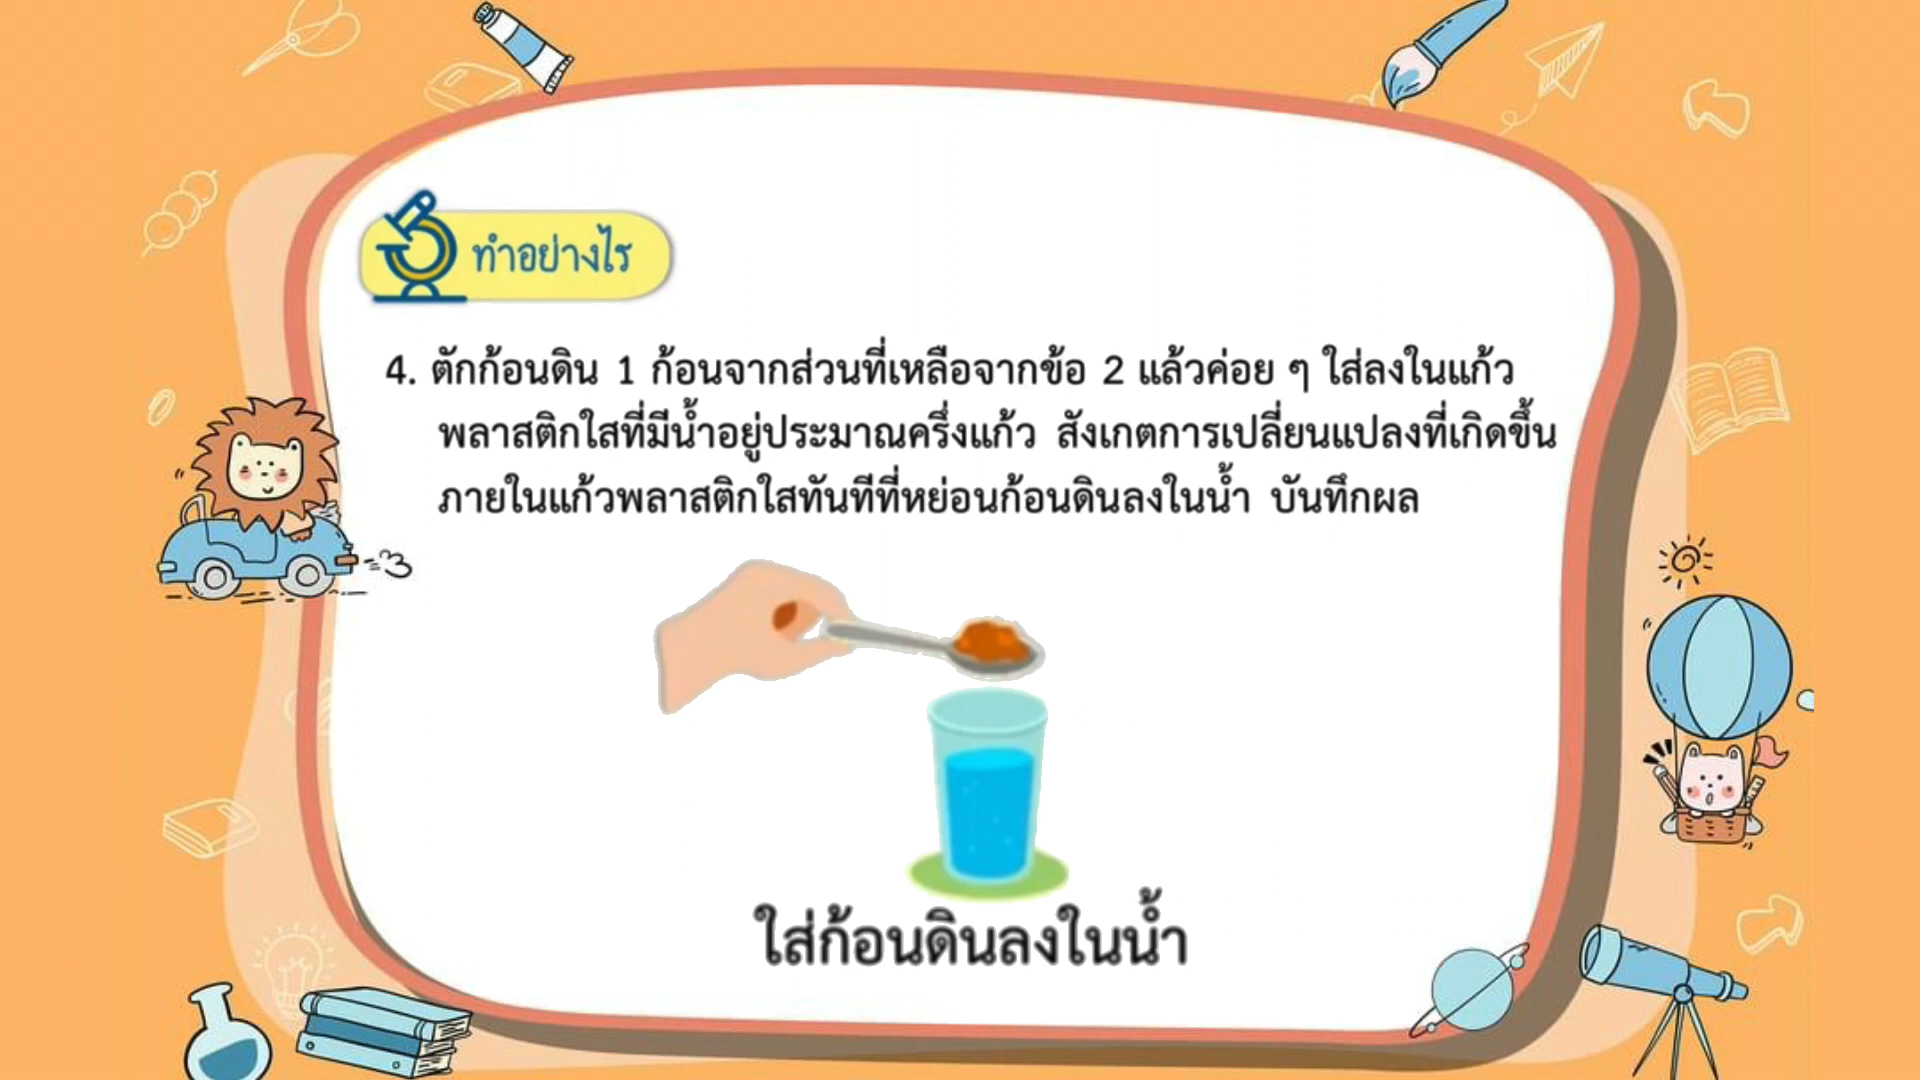 ทำอย่างไร
4. ตักก้อนดิน 1 ก้อนจากส่วนที่เหลือจากข้อ 2 แล้วค่อย ๆ ใส่ลงในแก้ว
พลาสติกใสที่มีน้ำอยู่ประมาณครึ่งแก้ว สังเกตการเปลี่ยนแปลงที่เกิดขึ้น
ภายในแก้วพลาสติกใสทันทีที่หย่อนก้อนดินลงในน้ำ บันทึกผล
ใส่ก้อนดินลงในน้ำ